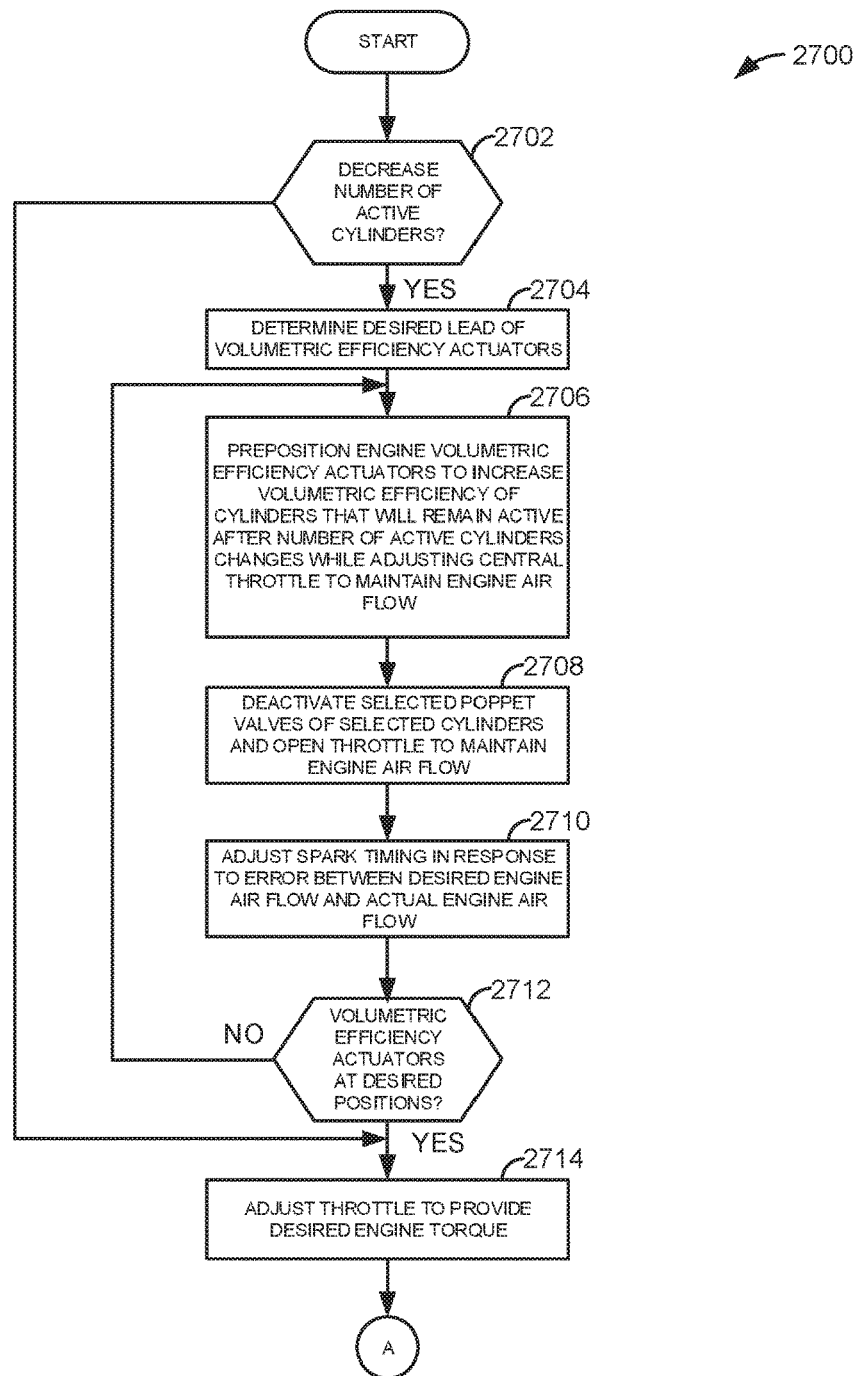 START
2700
2702
DECREASE
NUMBER OF
ACTIVE
CYLINDERS?
YES
2704
DETERMINE DESIRED LEAD OF
VOLUMETRIC EFFICIENCY ACTUATORS
2706
PREPOSITION ENGINE VOLUMETRIC
EFFICIENCY ACTUATORS TO INCREASE
VOLUMETRIC EFFICIENCY OF
CYLINDERS THAT WILL REMAIN ACTIVE
AFTER NUMBER OF ACTIVE CYLINDERS
CHANGES WHILE ADJUSTING CENTRAL
THROTTLE TO MAINTAIN ENGINE AIR
FLOW
2708
DEACTIVATE SELECTED POPPET
VALVES OF SELECTED CYLINDERS
AND OPEN THROTTLE TO MAINTAIN
ENGINE AIR FLOW
2710
ADJUST SPARK TIMING IN RESPONSE
TO ERROR BETWEEN DESIRED ENGINE
AIR FLOW AND ACTUAL ENGINE AIR
FLOW
2712
VOLUMETRIC
EFFICIENCY
ACTUATORS
AT DESIRED
POSITIONS?
NO
YES
2714
ADJUST THROTTLE TO PROVIDE
DESIRED ENGINE TORQUE
A